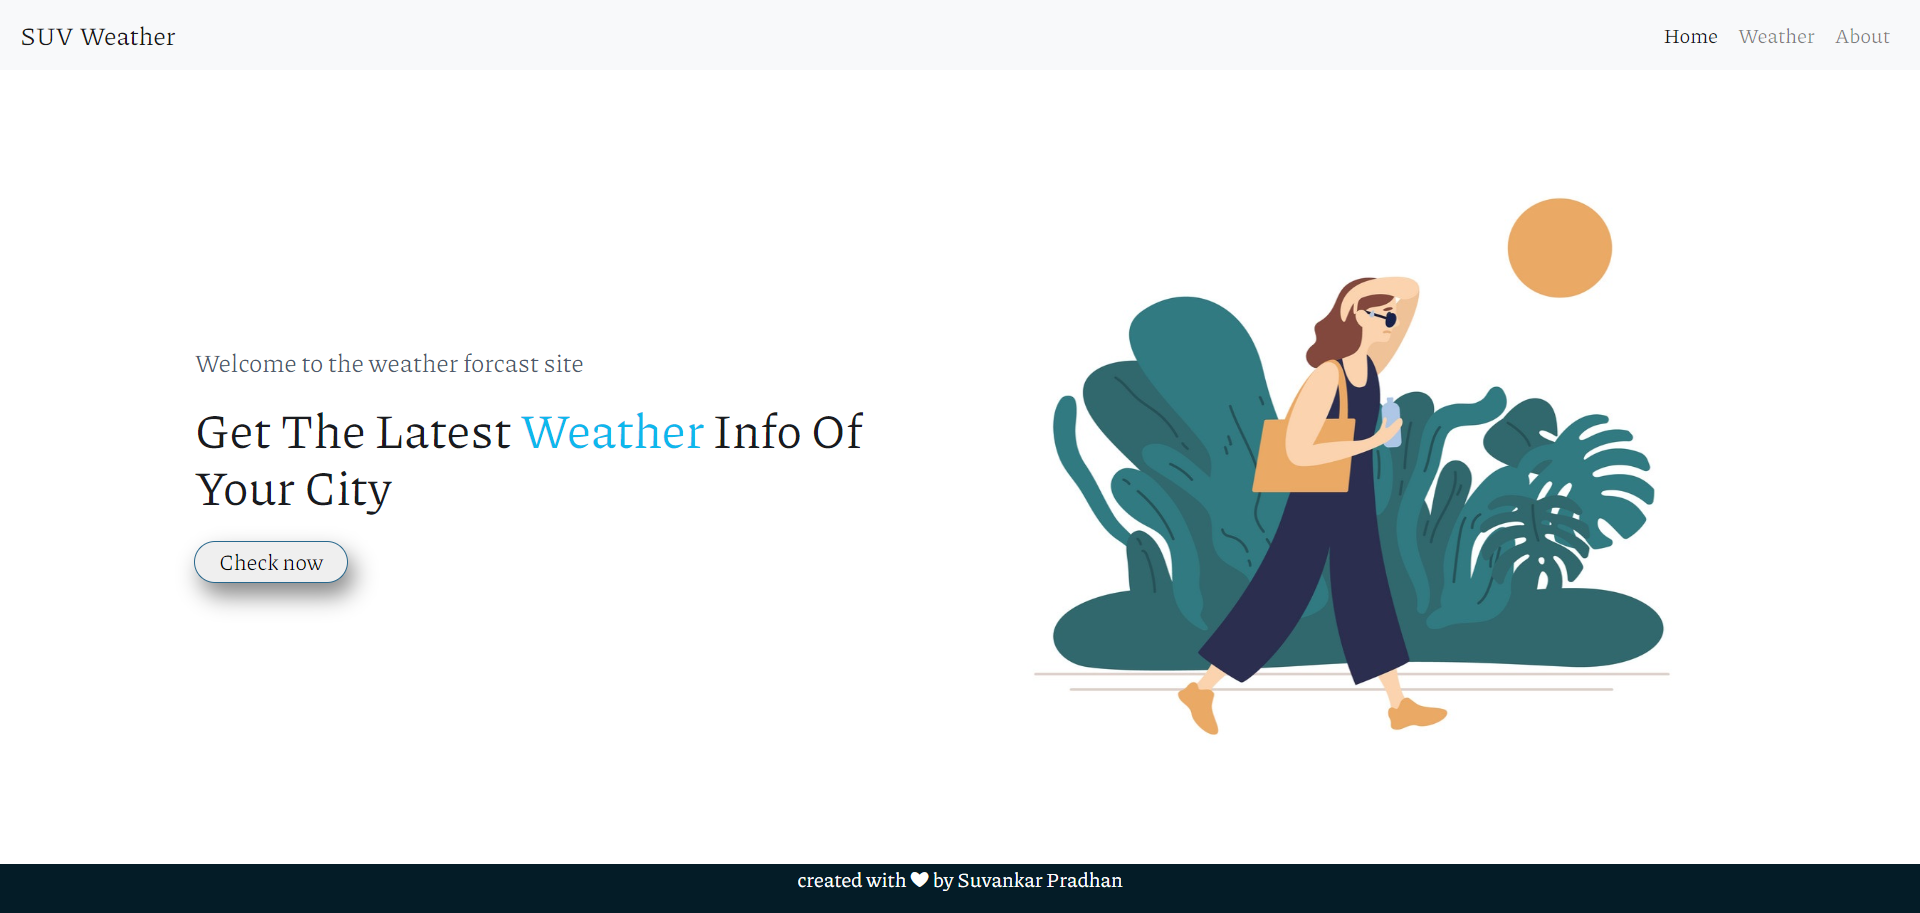 SUV Weather
Home Weather About
Welcome to the weather forcast site
Get The Latest Weather Info Of
Your City
Check now
created with ♥ by Suvankar Pradhan